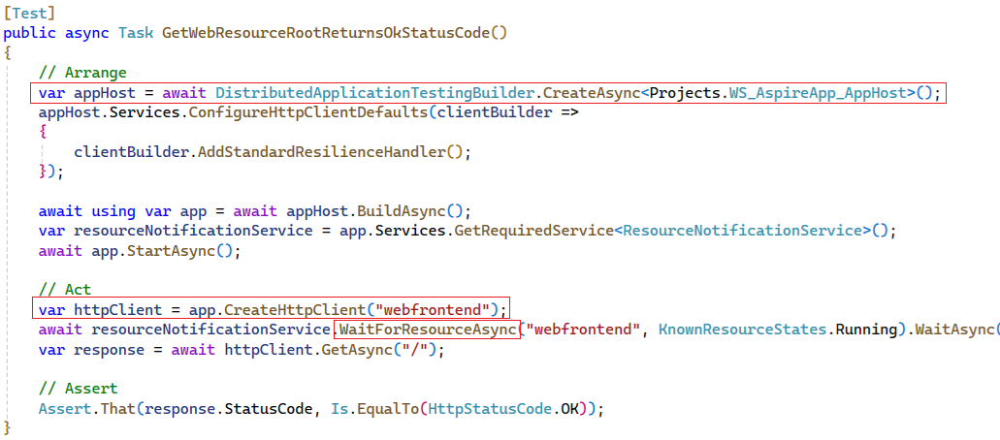 [Test]
public async Task GetWebResourceRootReturnsOkStatusCode()
{
// Arrange
var appHost = await DistributedApplicationTestingBuilder.CreateAsync<Projects.WS_AspireApp_AppHost>();
appHost.Services.ConfigureHttpClientDefaults(clientBuilder =>
{
clientBuilder.AddStandardResilienceHandler();
});
await using var app = await appHost.BuildAsync();
var resourceNotificationService = app.Services.GetRequiredService<ResourceNotificationService>();
await app.StartAsync();
// Act
var httpClient = app.CreateHttpClient("webfrontend");
await resourceNotificationService.WaitForResourceAsync("webfrontend", KnownResourceStates.Running).WaitAsync(
var response = await httpClient.GetAsync("/");
// Assert
Assert.That(response.StatusCode, Is.EqualTo(HttpStatusCode.OK));
}